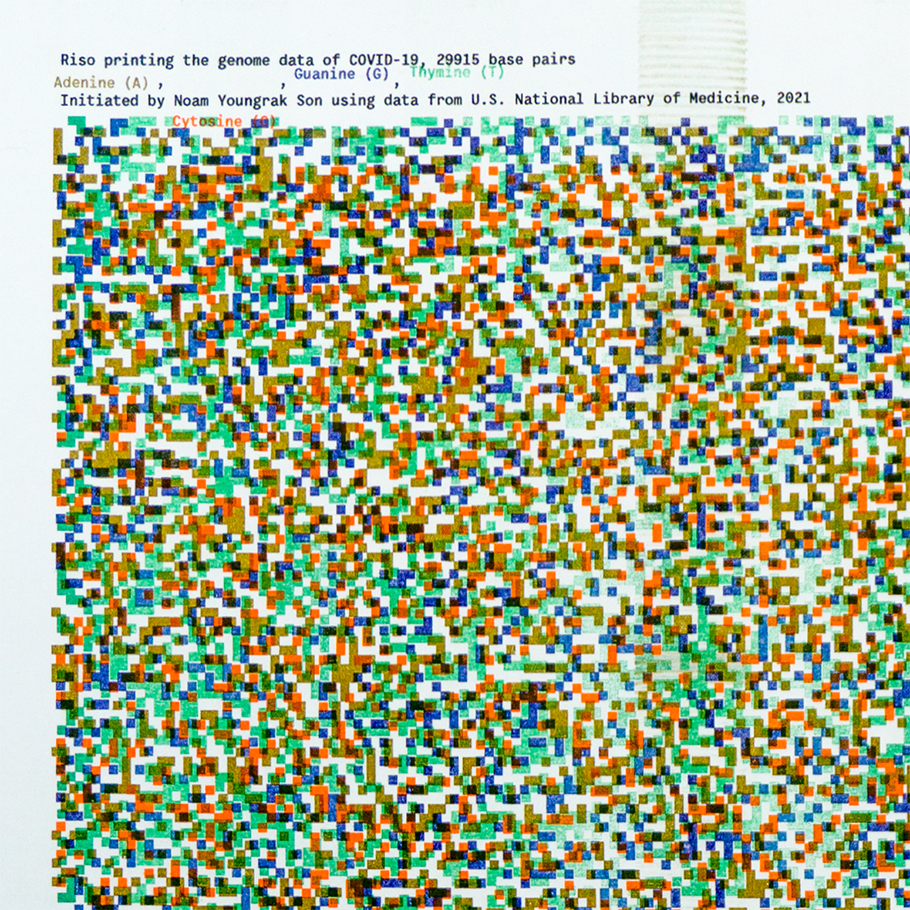 Riso printing the genome data of COVID-19, 29915 base pairs
Adenine (A) , , Guanine (G) , Thymine (T)
Initiated by Noam Youngrak Son using data from U.S. National Library of Medicine, 2021
Cytosine (C)